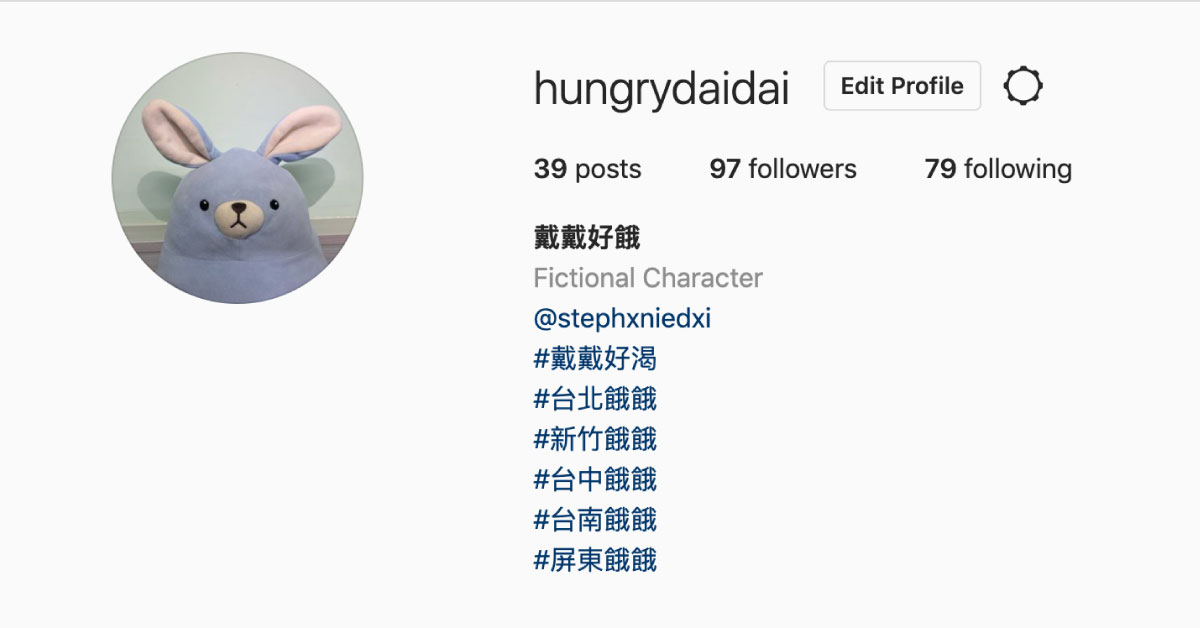 hungrydaidai Edit Profile
39 posts 97 followers 79 following
戴戴好餓
Fictional Character
@stephxniedxi
#戴戴好渴
#台北餓餓
#新竹餓餓
#台中餓餓
#台南餓餓
#屏東餓餓